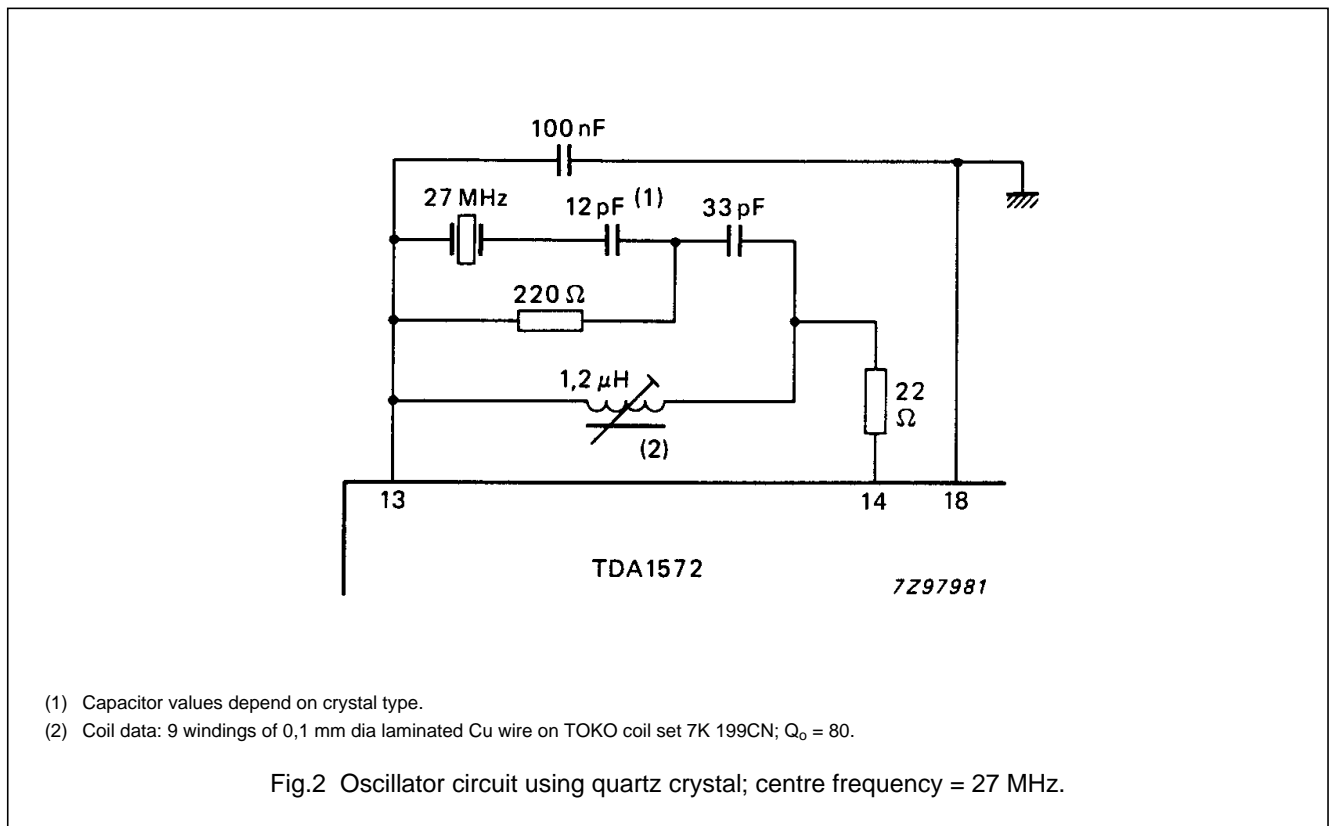 100 nF
27 MHz
12 pF (1)
33 pF
220 Ω
1,2 μH
(2)
22
Ω
13
14
18
TDA1572
7Z97981
(1) Capacitor values depend on crystal type.
(2) Coil data: 9 windings of 0,1 mm dia laminated Cu wire on TOKO coil set 7K 199CN; Qo = 80.
Fig.2 Oscillator circuit using quartz crystal; centre frequency = 27 MHz.